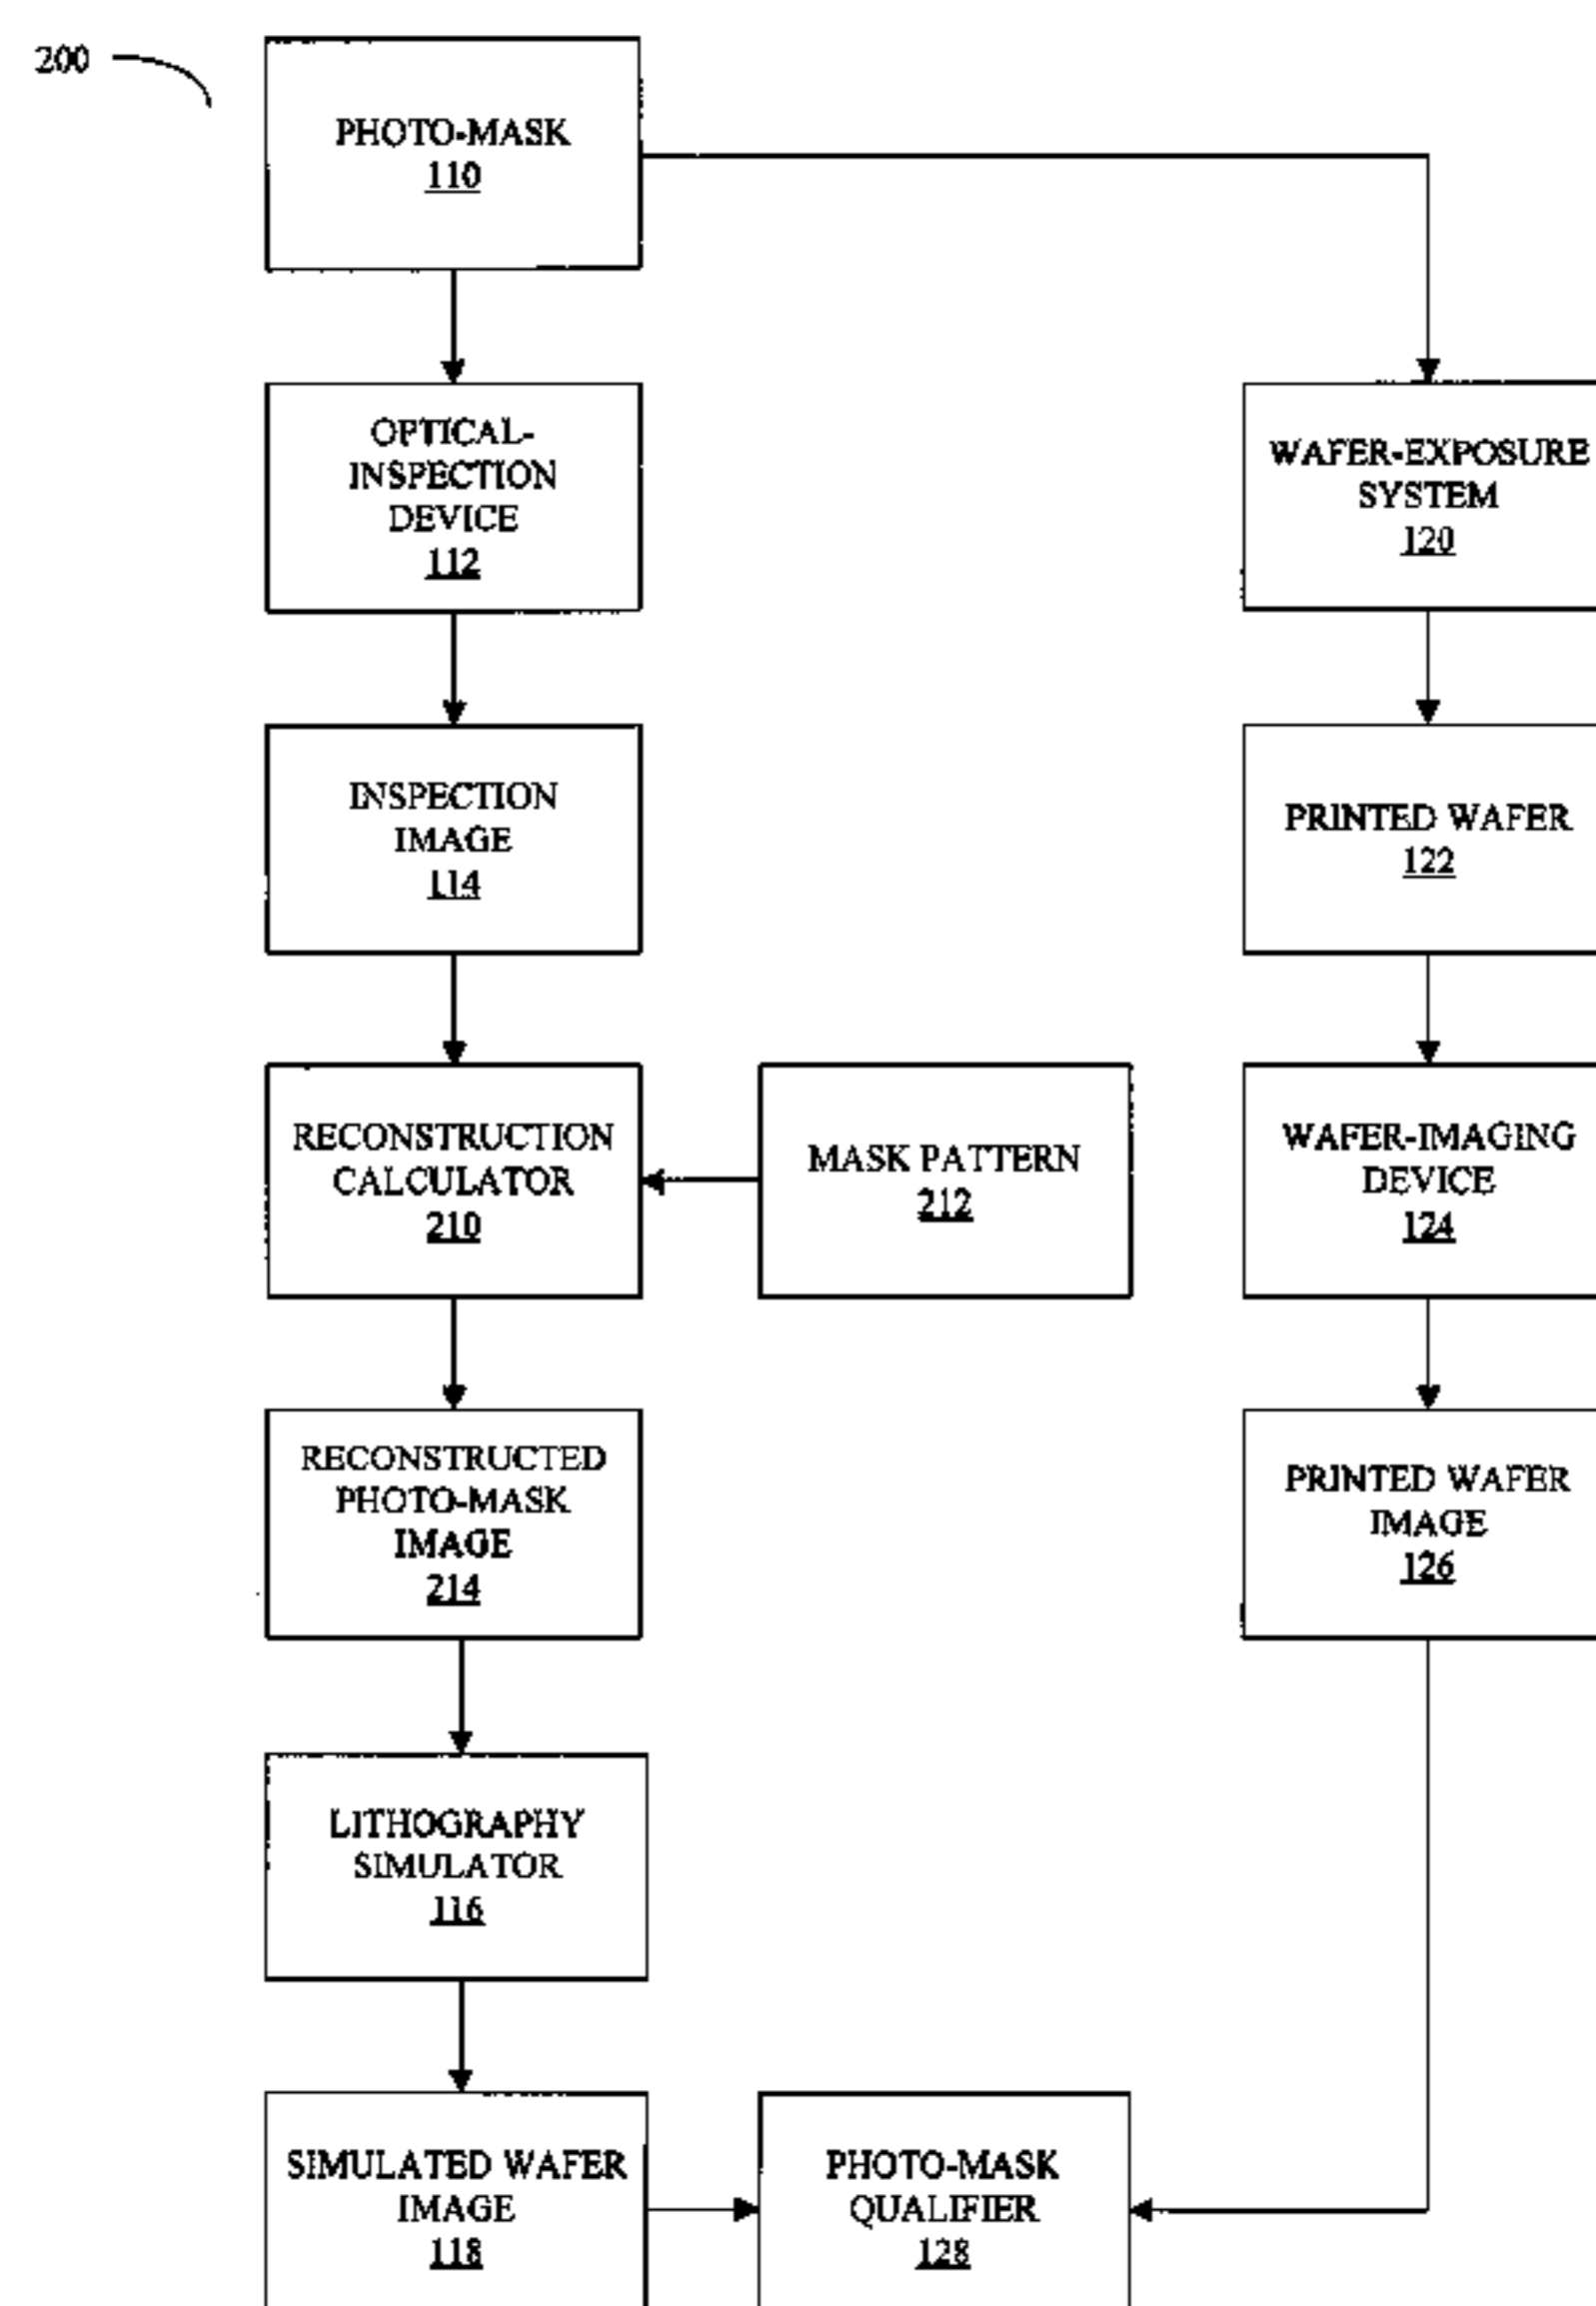 200
PHOTO-MASK
110
OPTICAL-
INSPECTION
DEVICE
112
WAFER-EXPOSURE
SYSTEM
120
INSPECTION
IMAGE
114
PRINTED WAFER
122
RECONSTRUCTION
CALCULATOR
210
MASK PATTERN
212
WAFER-IMAGING
DEVICE
124
RECONSTRUCTED
PHOTO-MASK
IMAGE
214
PRINTED WAFER
IMAGE
126
LITHOGRAPHY
SIMULATOR
116
SIMULATED WAFER
IMAGE
118
PHOTO-MASK
QUALIFIER
128